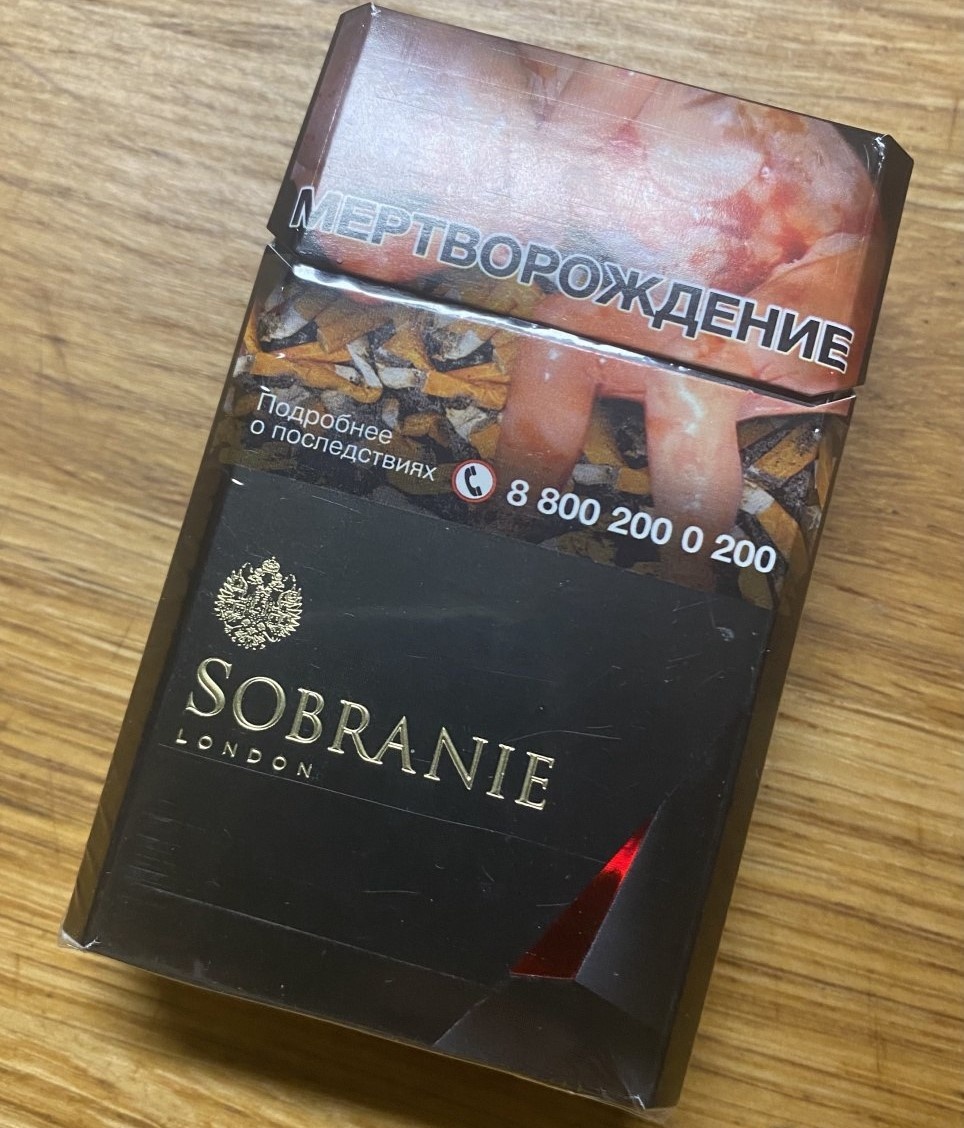 МЕРТВОРОЖДЕНИЕ
Подробнее
о последствиях
8 800 200 0 200
SOBRANIE
LONDON